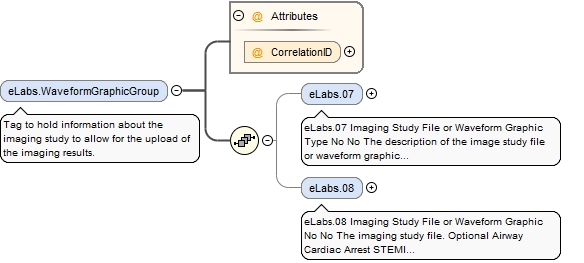 @ Attributes
@ CorrelationID
eLabs.WaveformGraphicGroup
Tag to hold information about the
imaging study to allow for the upload of
the imaging results.
eLabs.07
eLabs.07 Imaging Study File or Waveform Graphic
Type No No The description of the image study file
or waveform graphic...
eLabs.08
eLabs.08 Imaging Study File or Waveform Graphic
No No The imaging study file. Optional Airway
Cardiac Arrest STEMI...